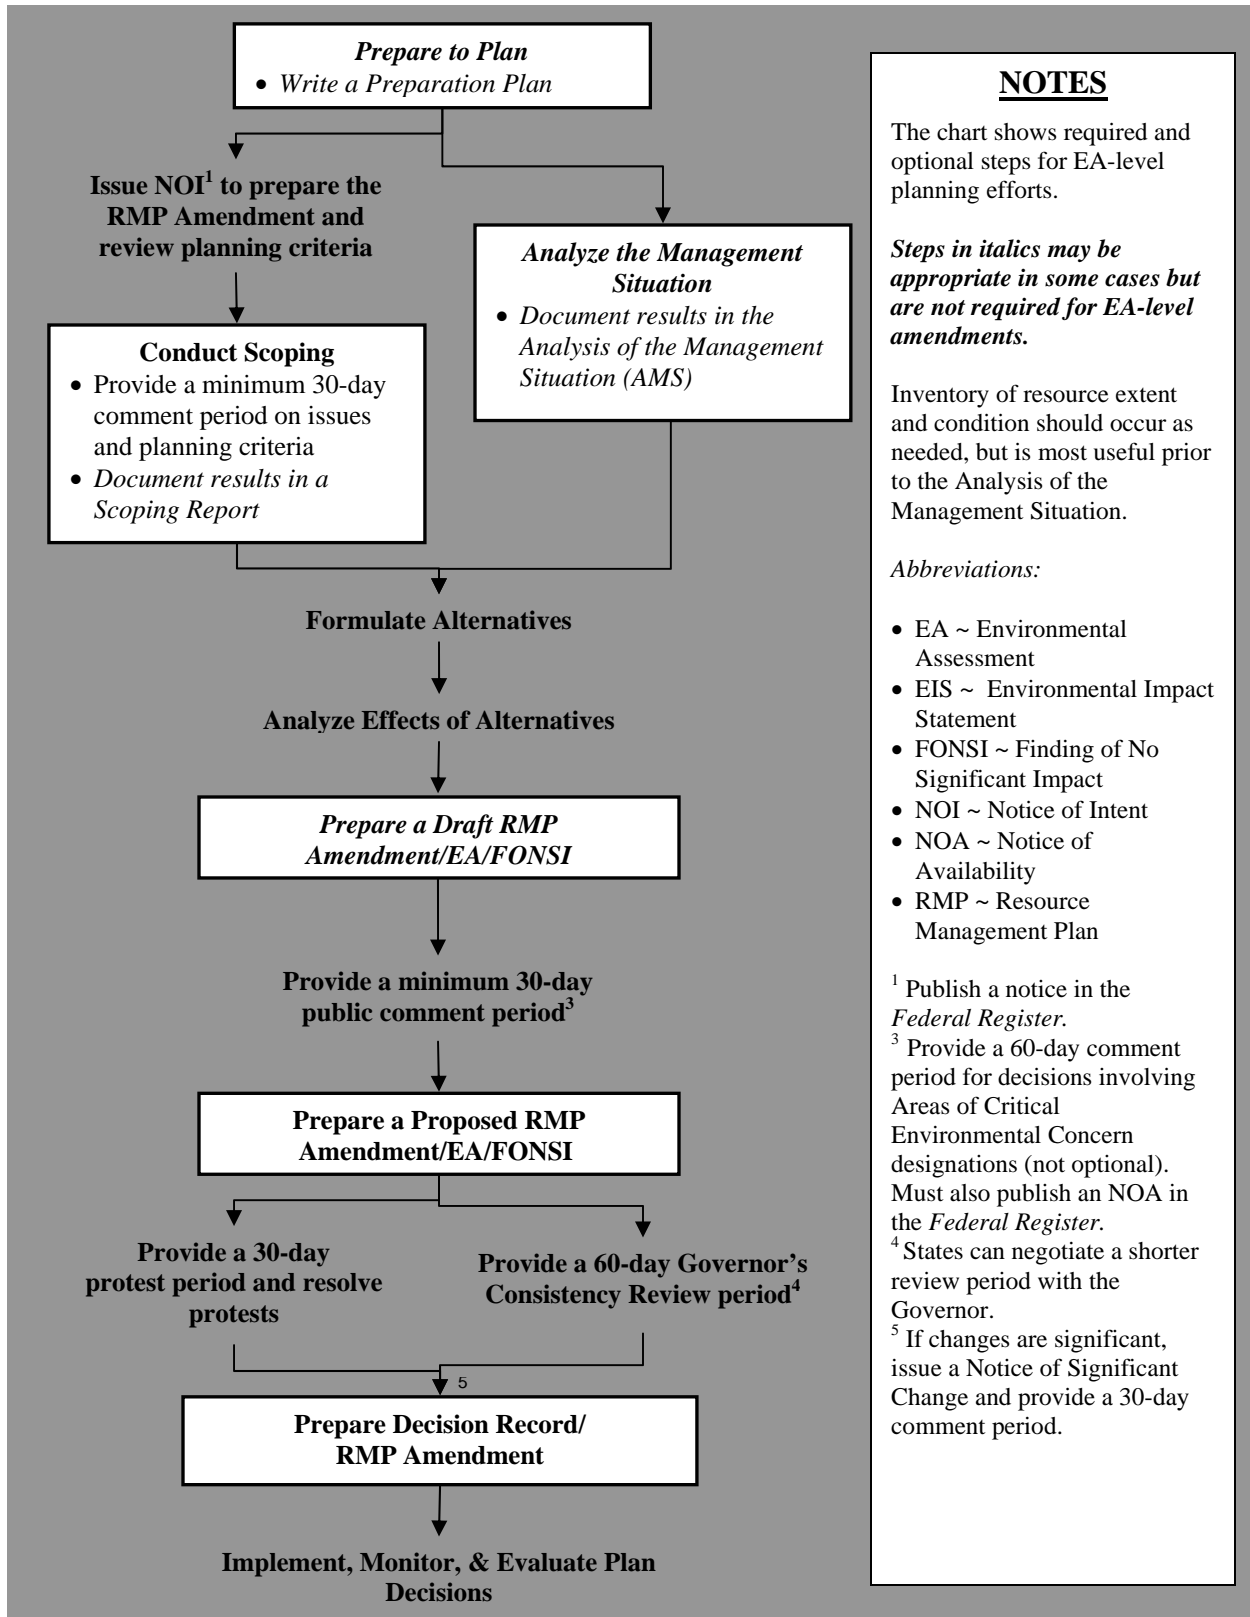 Prepare to Plan
• Write a Preparation Plan
Issue NOI1 to prepare the
RMP Amendment and
review planning criteria
Analyze the Management
Situation
• Document results in the
Analysis of the Management
Situation (AMS)
Conduct Scoping
• Provide a minimum 30-day
comment period on issues
and planning criteria
• Document results in a
Scoping Report
Formulate Alternatives
Analyze Effects of Alternatives
Prepare a Draft RMP
Amendment/EA/FONSI
Provide a minimum 30-day
public comment period3
Prepare a Proposed RMP
Amendment/EA/FONSI
Provide a 30-day
protest period and resolve
protests
Provide a 60-day Governor's
Consistency Review period4
5
Prepare Decision Record/
RMP Amendment
Implement, Monitor, & Evaluate Plan
Decisions
NOTES
The chart shows required and
optional steps for EA-level
planning efforts.
Steps in italics may be
appropriate in some cases but
are not required for EA-level
amendments.
Inventory of resource extent
and condition should occur as
needed, but is most useful prior
to the Analysis of the
Management Situation.
Abbreviations:
• EA ~ Environmental
Assessment
• EIS ~ Environmental Impact
Statement
• FONSI ~ Finding of No
Significant Impact
• NOI ~ Notice of Intent
• NOA ~ Notice of
Availability
• RMP ~ Resource
Management Plan
1 Publish a notice in the
Federal Register.
3 Provide a 60-day comment
period for decisions involving
Areas of Critical
Environmental Concern
designations (not optional).
Must also publish an NOA in
the Federal Register.
4 States can negotiate a shorter
review period with the
Governor.
5 If changes are significant,
issue a Notice of Significant
Change and provide a 30-day
comment period.